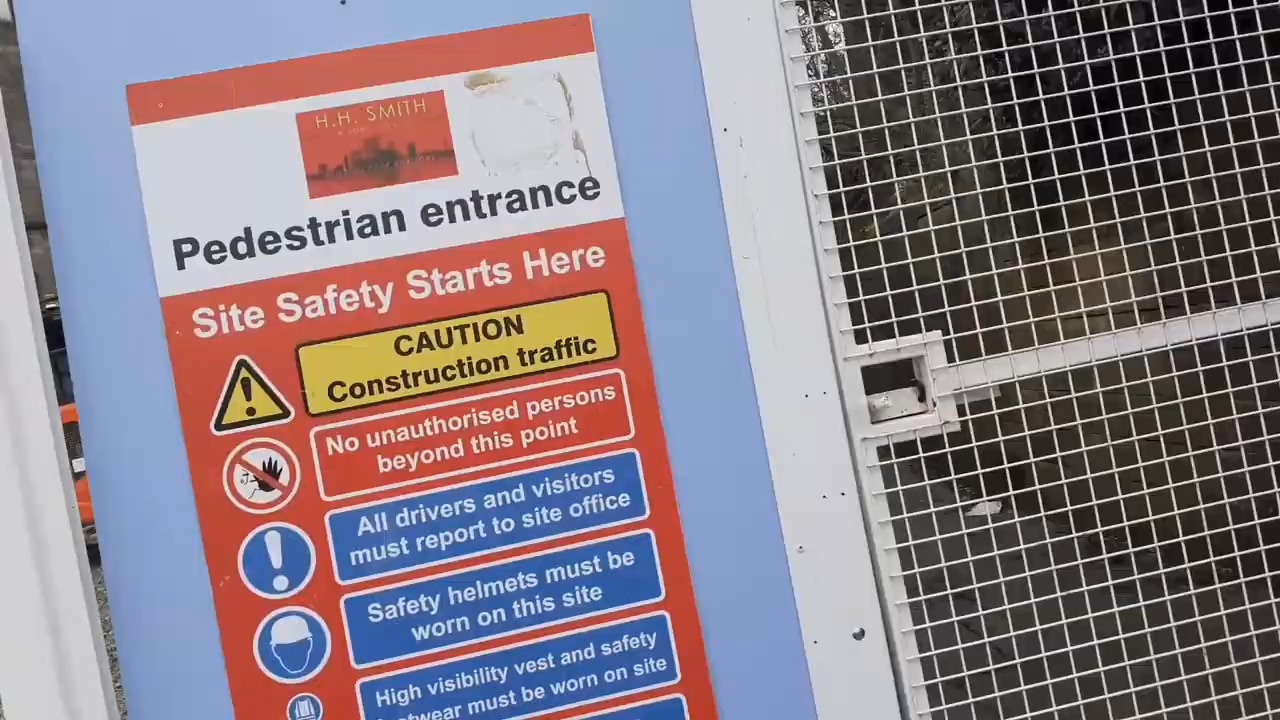 H.H. SMITH
Pedestrian entrance
Site Safety Starts Here
CAUTION
Construction traffic
No unauthorised persons
beyond this point
All drivers and visitors
must report to site office
Safety helmets must be
worn on this site
High visibility vest and safety
must be worn on site